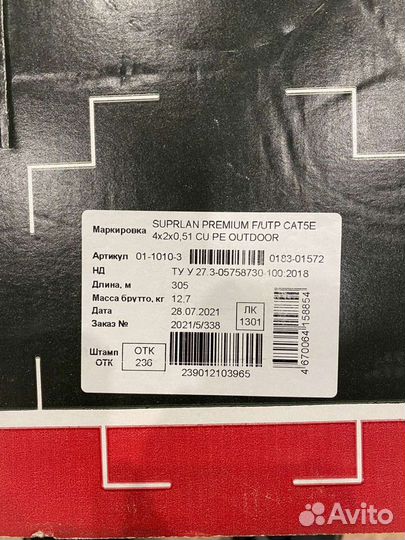 Маркировка SUPRLAN PREMIUM F/UTP CAT5E
4x2x0,51 CU PE OUTDOOR
Артикул 01-1010-3 0183-01572
НД ТУ У 27.3-05758730-100:2018
Длина, м 305
Масса брутто, кг 12.7
Дата 28.07.2021 ЛК
Заказ № 2021/5/338 1301
Штамп ОТК
ОТК 236
239012103965
4670064158854
Avito